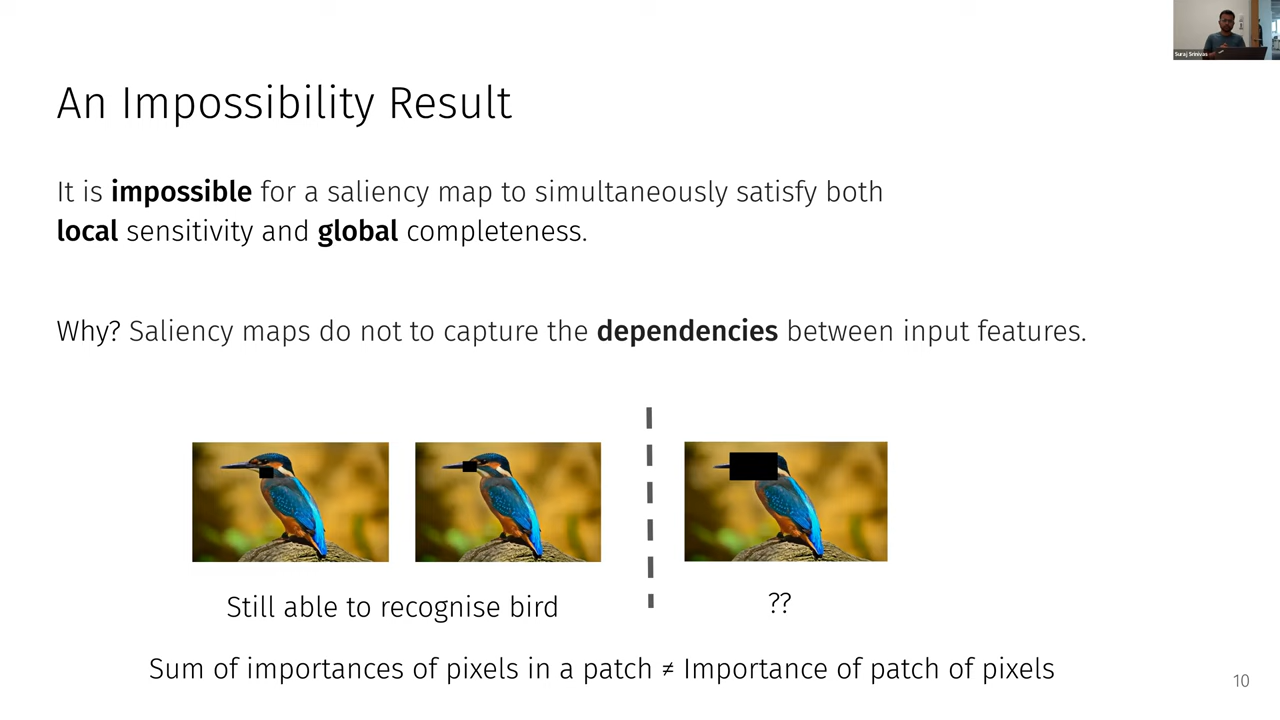 Suraj Srinivas
An Impossibility Result
It is impossible for a saliency map to simultaneously satisfy both
local sensitivity and global completeness.
Why? Saliency maps do not to capture the dependencies between input features.
Still able to recognise bird
??
Sum of importances of pixels in a patch ≠ Importance of patch of pixels
10